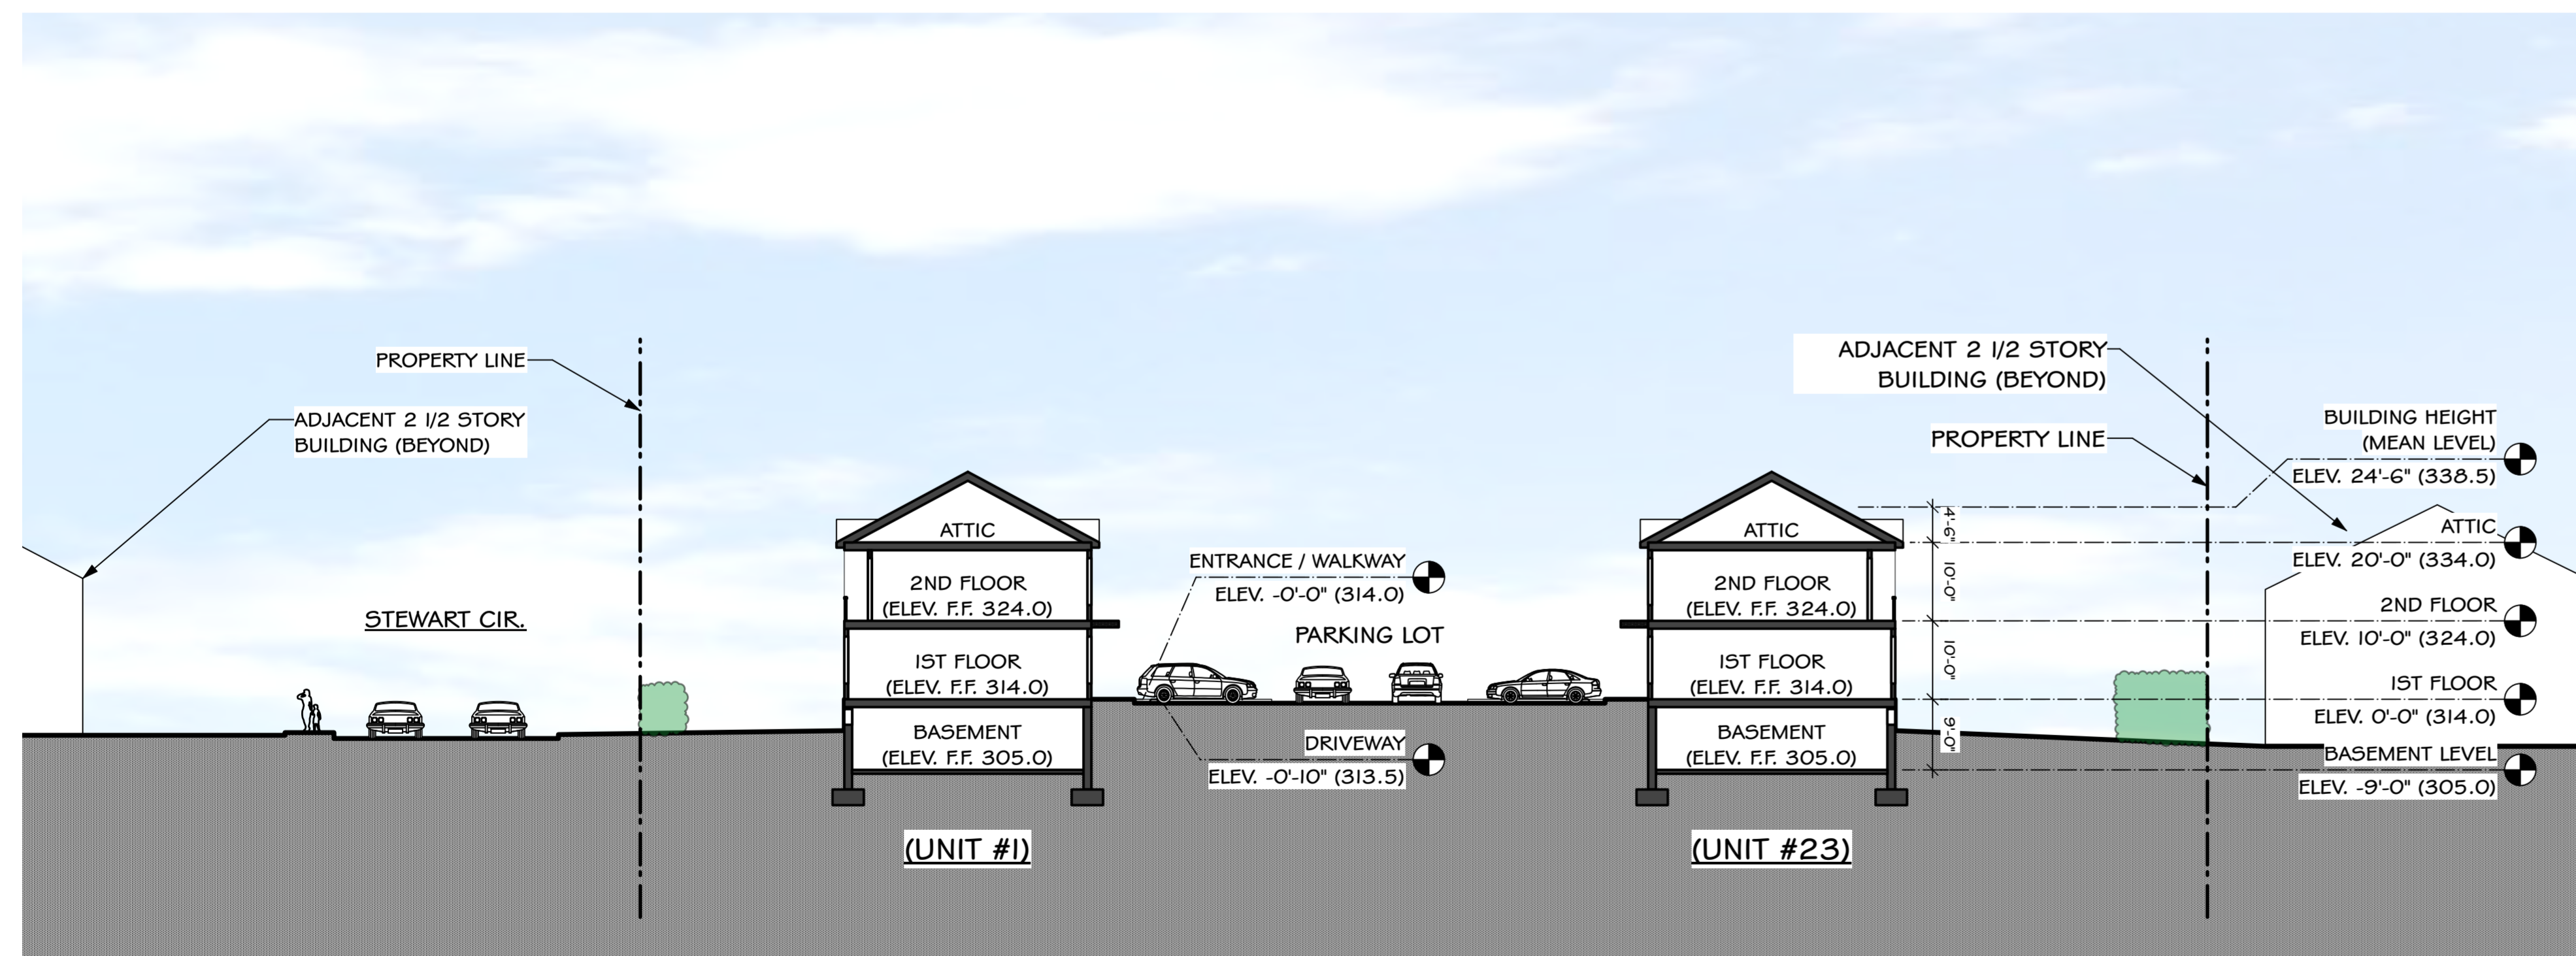 PROPERTY LINE
ADJACENT 2 1/2 STORY
BUILDING (BEYOND)
STEWART CIR.
ATTIC
2ND FLOOR
(ELEV. F.F. 324.0)
1ST FLOOR
(ELEV. F.F. 314.0)
BASEMENT
(ELEV. F.F. 305.0)
(UNIT #1)
ENTRANCE / WALKWAY
ELEV. -0'-0" (314.0)
PARKING LOT
DRIVEWAY
ELEV. -0'-10" (313.5)
ATTIC
2ND FLOOR
(ELEV. F.F. 324.0)
1ST FLOOR
(ELEV. F.F. 314.0)
BASEMENT
(ELEV. F.F. 305.0)
(UNIT #23)
4'-6"
10'-0"
10'-0"
9'-0"
ADJACENT 2 1/2 STORY
BUILDING (BEYOND)
PROPERTY LINE
BUILDING HEIGHT
(MEAN LEVEL)
ELEV. 24'-6" (338.5)
ATTIC
ELEV. 20'-0" (334.0)
2ND FLOOR
ELEV. 10'-0" (324.0)
1ST FLOOR
ELEV. 0'-0" (314.0)
BASEMENT LEVEL
ELEV. -9'-0" (305.0)